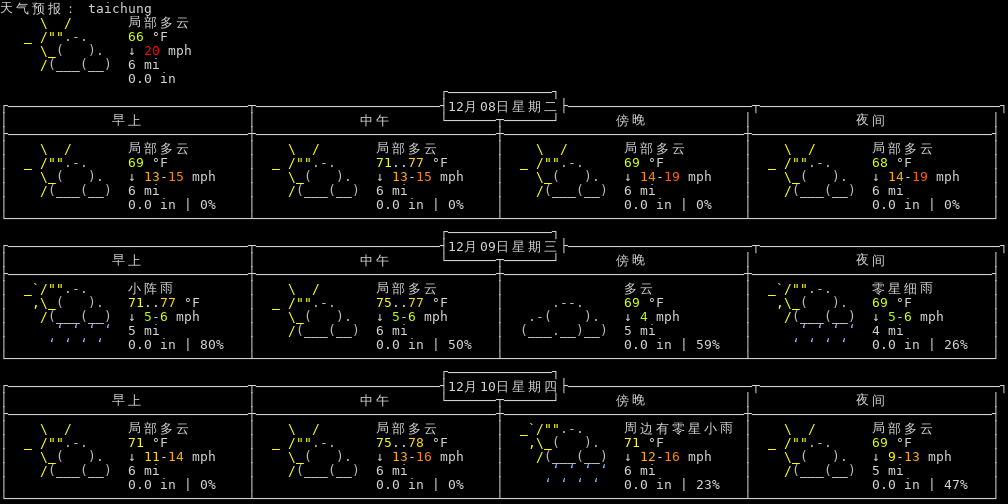 天气预报： taichung
局部多云
66 °F
↓ 20 mph
6 mi
0.0 in
12月08日星期二
早上 中午 傍晚 夜间
局部多云 局部多云 局部多云 局部多云
69 °F 71..77 °F 69 °F 68 °F
↓ 13-15 mph ↓ 13-15 mph ↓ 14-19 mph ↓ 14-19 mph
6 mi 6 mi 6 mi 6 mi
0.0 in | 0% 0.0 in | 0% 0.0 in | 0% 0.0 in | 0%
12月09日星期三
早上 中午 傍晚 夜间
小阵雨 局部多云 多云 零星细雨
71..77 °F 75..77 °F 69 °F 69 °F
↓ 5-6 mph ↓ 5-6 mph ↓ 4 mph ↓ 5-6 mph
5 mi 6 mi 5 mi 4 mi
0.0 in | 80% 0.0 in | 50% 0.0 in | 59% 0.0 in | 26%
12月10日星期四
早上 中午 傍晚 夜间
局部多云 局部多云 周边有零星小雨 局部多云
71 °F 75..78 °F 71 °F 69 °F
↓ 11-14 mph ↓ 13-16 mph ↓ 12-16 mph ↓ 9-13 mph
6 mi 6 mi 6 mi 5 mi
0.0 in | 0% 0.0 in | 0% 0.0 in | 23% 0.0 in | 47%